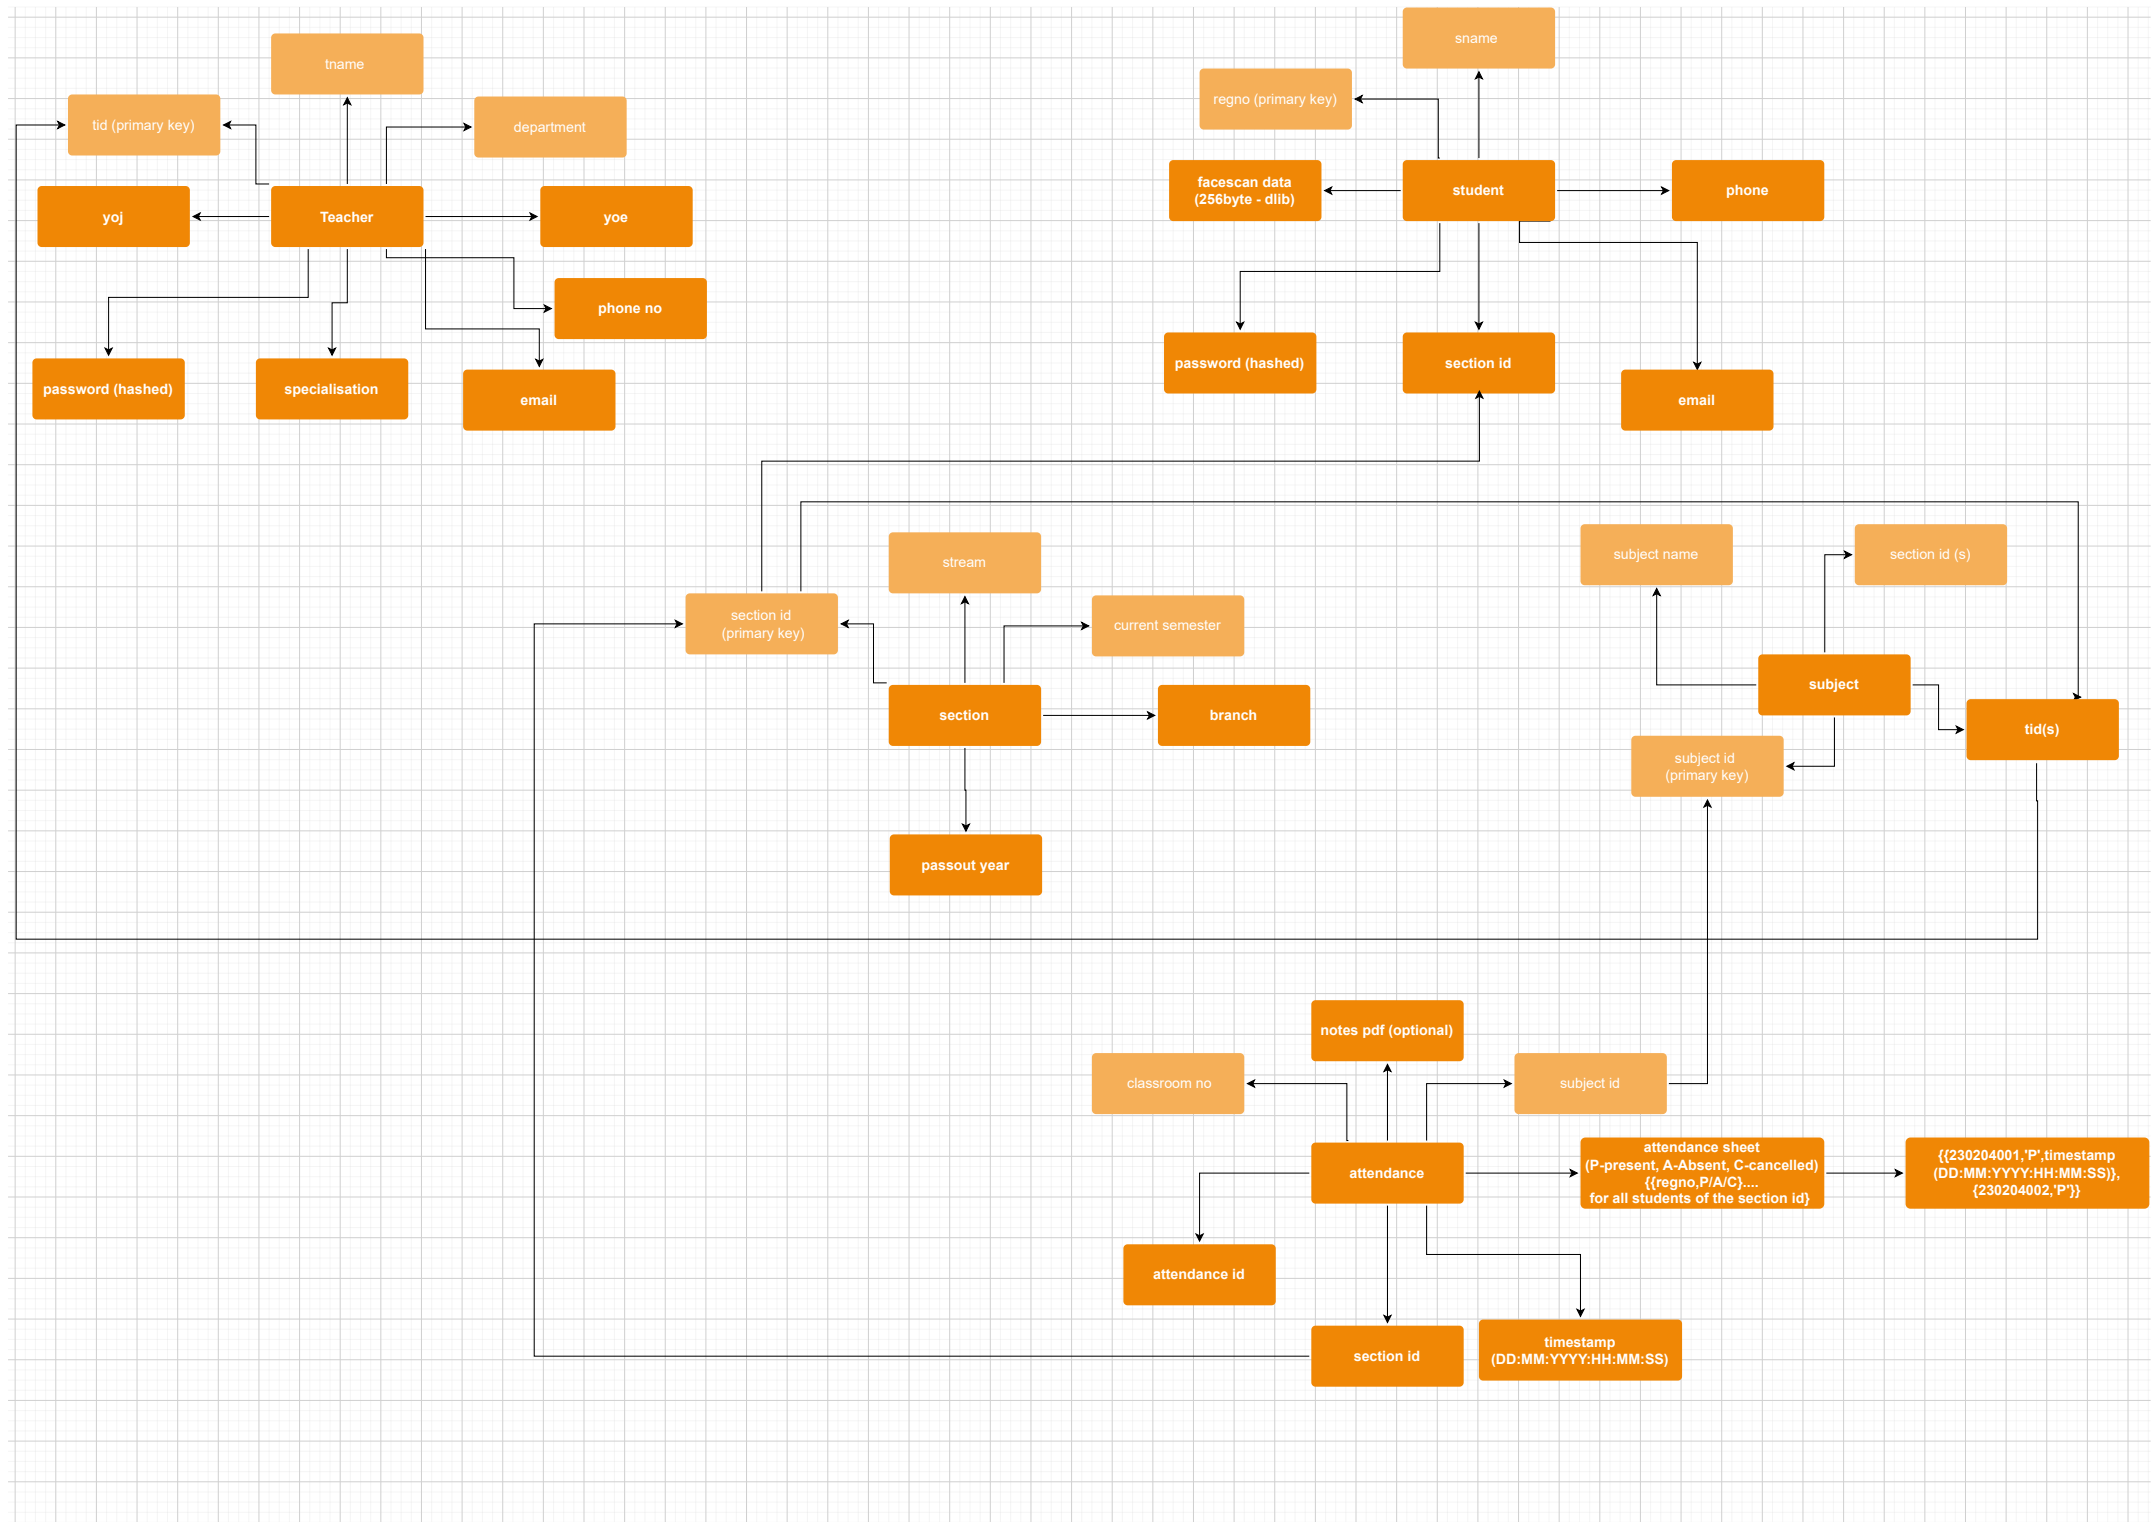 sname
tname
regno (primary key)
tid (primary key)
department
facescan data
(256byte - dlib)
student
phone
yoj
Teacher
yoe
phone no
password (hashed)
section id
password (hashed)
specialisation
email
email
subject name
section id (s)
stream
section id
(primary key)
current semester
subject
section
branch
tid(s)
subject id
(primary key)
passout year
notes pdf (optional)
classroom no
subject id
attendance
attendance sheet
(P-present, A-Absent, C-cancelled)
{{regno,P/A/C}....
for all students of the section id}
{{230204001,'P',timestamp
(DD:MM:YYYY:HH:MM:SS)},
{230204002,'P'}}
attendance id
section id
timestamp
(DD:MM:YYYY:HH:MM:SS)